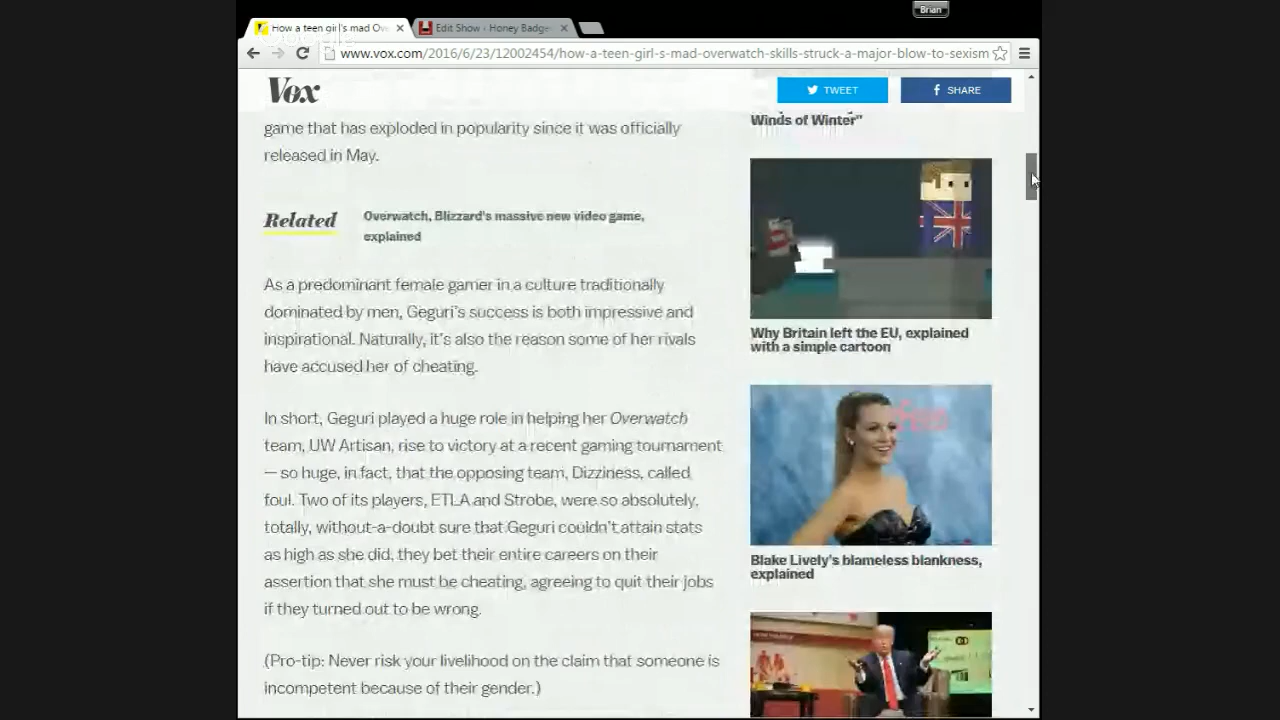 Brian
How a teen girl's mad Ov
Edit Show ‹ Honey Badge
www.vox.com/2016/6/23/12002454/how-a-teen-girl-s-mad-overwatch-skills-struck-a-major-blow-to-sexism
Vox
TWEET
SHARE
game that has exploded in popularity since it was officially
released in May.
Related
Overwatch, Blizzard's massive new video game,
explained
As a predominant female gamer in a culture traditionally
dominated by men, Geguri's success is both impressive and
inspirational. Naturally, it's also the reason some of her rivals
have accused her of cheating.
In short, Geguri played a huge role in helping her Overwatch
team, UW Artisan, rise to victory at a recent gaming tournament
— so huge, in fact, that the opposing team, Dizziness, called
foul. Two of its players, ETLA and Strobe, were so absolutely,
totally, without-a-doubt sure that Geguri couldn't attain stats
as high as she did, they bet their entire careers on their
assertion that she must be cheating, agreeing to quit their jobs
if they turned out to be wrong.
(Pro-tip: Never risk your livelihood on the claim that someone is
incompetent because of their gender.)
Winds of Winter"
Why Britain left the EU, explained
with a simple cartoon
Blake Lively's blameless blankness,
explained